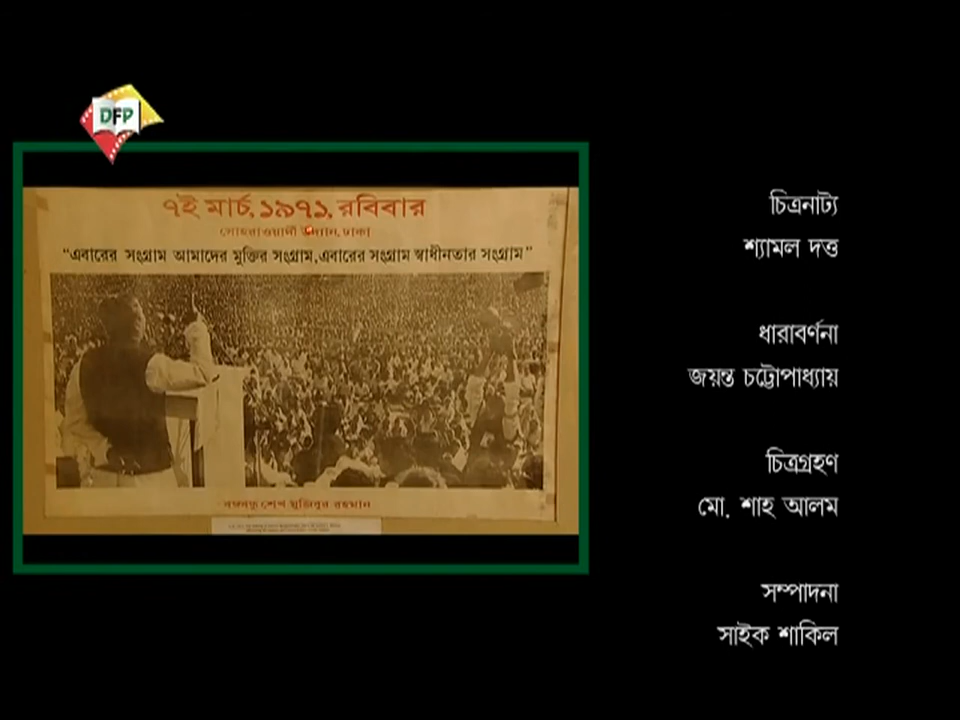 DFP
৭ই মার্চ, ১৯৭১, রবিবার
সোহরাওয়ার্দী উদ্যান, ঢাকা
“এবারের সংগ্রাম আমাদের মুক্তির সংগ্রাম, এবারের সংগ্রাম স্বাধীনতার সংগ্রাম”
বঙ্গবন্ধু শেখ মুজিবুর রহমান
চিত্রনাট্য
শ্যামল দত্ত
ধারাবর্ণনা
জয়ন্ত চট্টোপাধ্যায়
চিত্রগ্রহণ
মো. শাহ আলম
সম্পাদনা
সাইক শাকিল